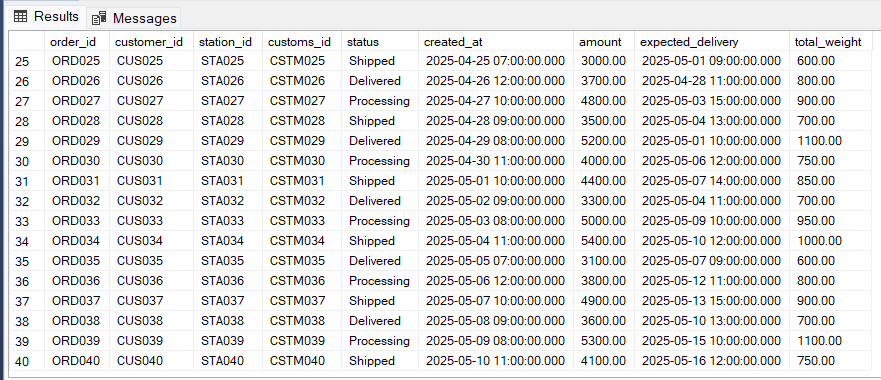 Results Messages
order_id customer_id station_id customs_id status created_at amount expected_delivery total_weight
25 ORD025 CUS025 STA025 CSTM025 Shipped 2025-04-25 07:00:00.000 3000.00 2025-05-01 09:00:00.000 600.00
26 ORD026 CUS026 STA026 CSTM026 Delivered 2025-04-26 12:00:00.000 3700.00 2025-04-28 11:00:00.000 800.00
27 ORD027 CUS027 STA027 CSTM027 Processing 2025-04-27 10:00:00.000 4800.00 2025-05-03 15:00:00.000 900.00
28 ORD028 CUS028 STA028 CSTM028 Shipped 2025-04-28 09:00:00.000 3500.00 2025-05-04 13:00:00.000 700.00
29 ORD029 CUS029 STA029 CSTM029 Delivered 2025-04-29 08:00:00.000 5200.00 2025-05-01 10:00:00.000 1100.00
30 ORD030 CUS030 STA030 CSTM030 Processing 2025-04-30 11:00:00.000 4000.00 2025-05-06 12:00:00.000 750.00
31 ORD031 CUS031 STA031 CSTM031 Shipped 2025-05-01 10:00:00.000 4400.00 2025-05-07 14:00:00.000 850.00
32 ORD032 CUS032 STA032 CSTM032 Delivered 2025-05-02 09:00:00.000 3300.00 2025-05-04 11:00:00.000 700.00
33 ORD033 CUS033 STA033 CSTM033 Processing 2025-05-03 08:00:00.000 5000.00 2025-05-09 10:00:00.000 950.00
34 ORD034 CUS034 STA034 CSTM034 Shipped 2025-05-04 11:00:00.000 5400.00 2025-05-10 12:00:00.000 1000.00
35 ORD035 CUS035 STA035 CSTM035 Delivered 2025-05-05 07:00:00.000 3100.00 2025-05-07 09:00:00.000 600.00
36 ORD036 CUS036 STA036 CSTM036 Processing 2025-05-06 12:00:00.000 3800.00 2025-05-12 11:00:00.000 800.00
37 ORD037 CUS037 STA037 CSTM037 Shipped 2025-05-07 10:00:00.000 4900.00 2025-05-13 15:00:00.000 900.00
38 ORD038 CUS038 STA038 CSTM038 Delivered 2025-05-08 09:00:00.000 3600.00 2025-05-10 13:00:00.000 700.00
39 ORD039 CUS039 STA039 CSTM039 Processing 2025-05-09 08:00:00.000 5300.00 2025-05-15 10:00:00.000 1100.00
40 ORD040 CUS040 STA040 CSTM040 Shipped 2025-05-10 11:00:00.000 4100.00 2025-05-16 12:00:00.000 750.00